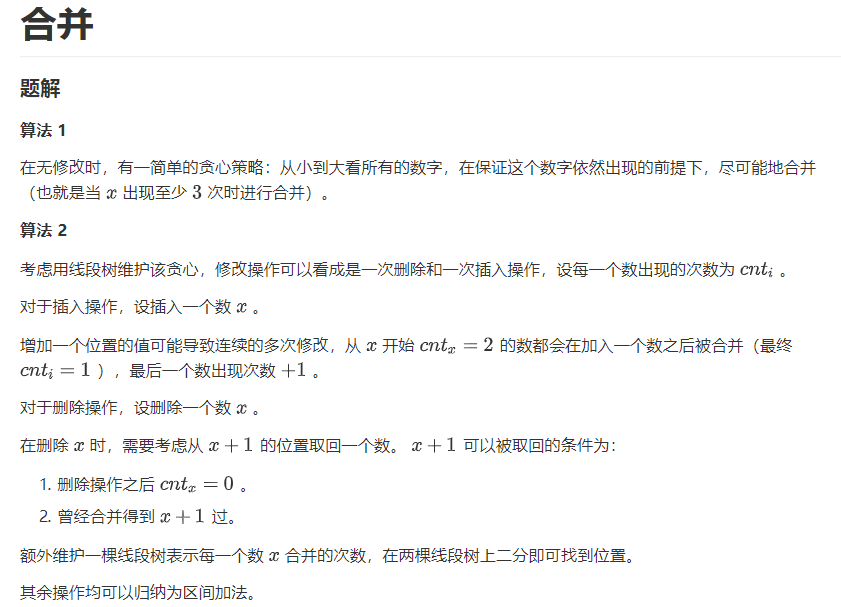 合并
题解
算法 1
在无修改时，有一简单的贪心策略：从小到大看所有的数字，在保证这个数字依然出现的前提下，尽可能地合并
（也就是当 x 出现至少 3 次时进行合并）。
算法 2
考虑用线段树维护该贪心，修改操作可以看成是一次删除和一次插入操作，设每一个数出现的次数为 cnt_i 。
对于插入操作，设插入一个数 x 。
增加一个位置的值可能导致连续的多次修改，从 x 开始 cnt_x = 2 的数都会在加入一个数之后被合并（最终
cnt_i = 1 ），最后一个数出现次数 +1 。
对于删除操作，设删除一个数 x 。
在删除 x 时，需要考虑从 x + 1 的位置取回一个数。 x + 1 可以被取回的条件为：
1. 删除操作之后 cnt_x = 0 。
2. 曾经合并得到 x + 1 过。
额外维护一棵线段树表示每一个数 x 合并的次数，在两棵线段树上二分即可找到位置。
其余操作均可以归纳为区间加法。